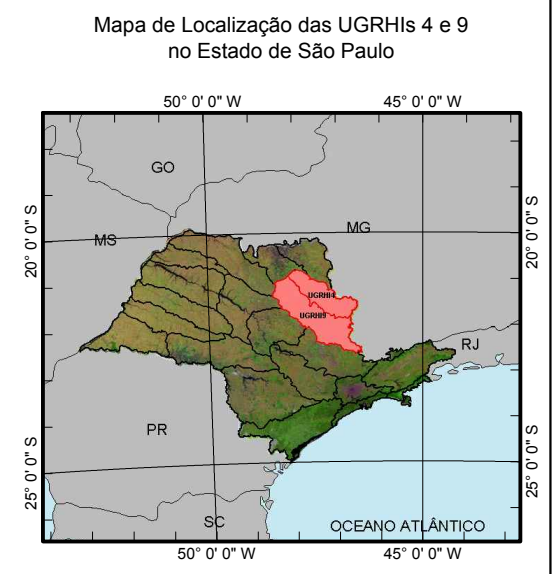 Mapa de Localização das UGRHIs 4 e 9
no Estado de São Paulo
50° 0' 0" W
45° 0' 0" W
GO
20° 0' 0" S
MS
MG
20° 0' 0" S
UGRHI4
UGRHI9
RJ
PR
25° 0' 0" S
25° 0' 0" S
SC
OCEANO ATLÂNTICO
50° 0' 0" W
45° 0' 0" W